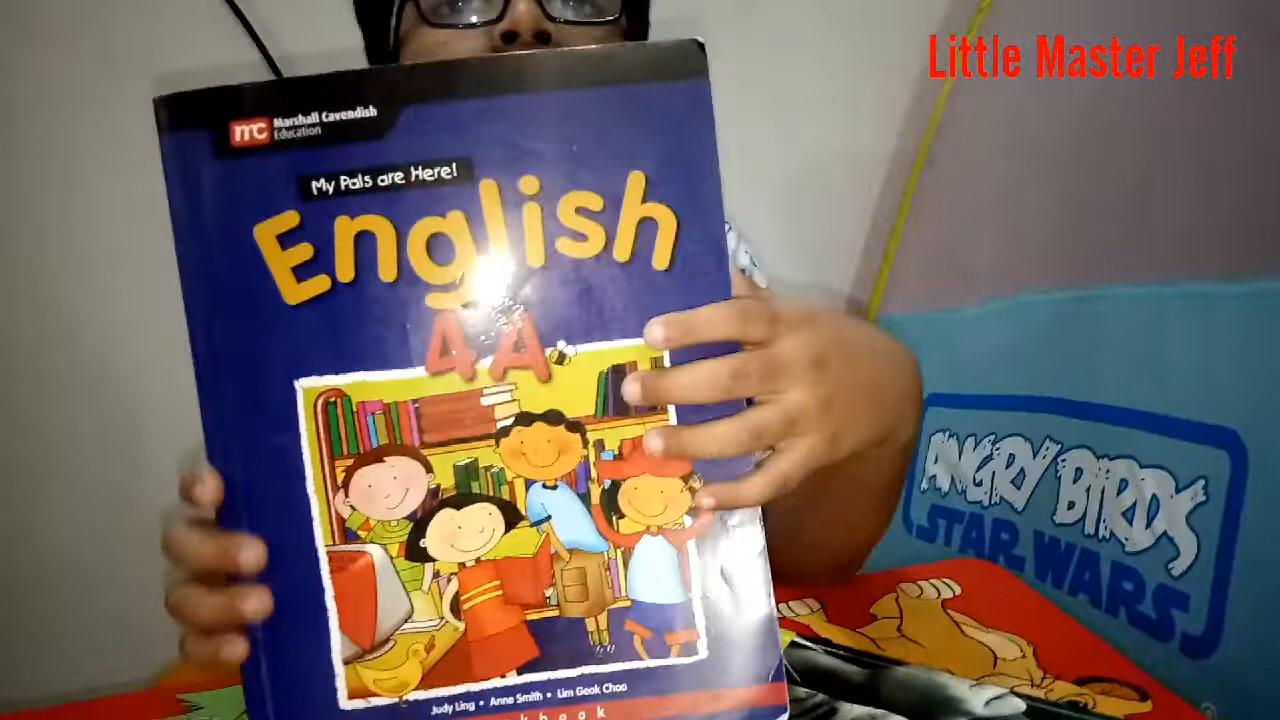 Little Master Jeff
mc Marshall Cavendish
Education
My Pals are Here!
English
4A
ANGRY BIRDS
STAR WARS
Judy Ling • Anne Smith • Lim Geok Choo